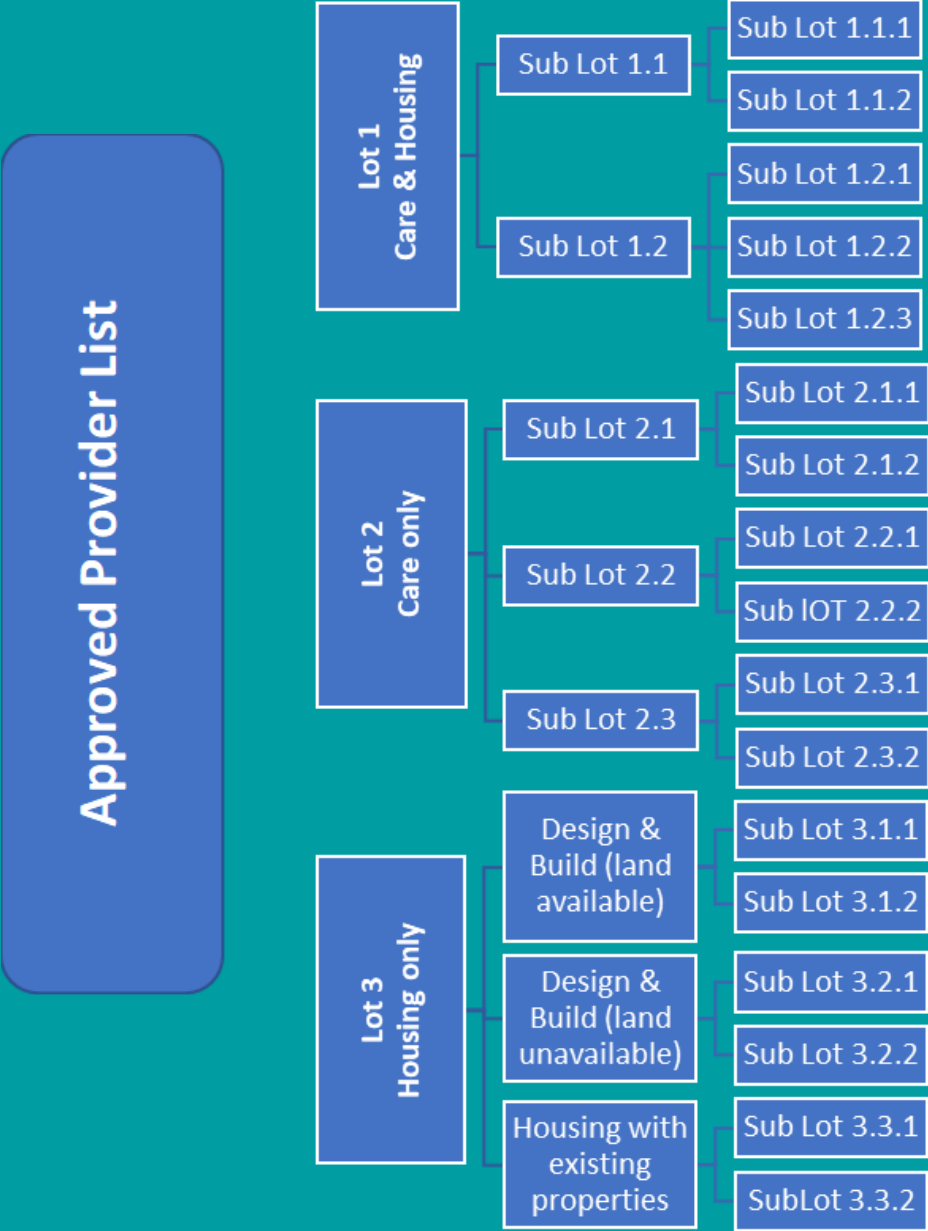 Approved Provider List
Lot 1
Care & Housing
Sub Lot 1.1
Sub Lot 1.1.1
Sub Lot 1.1.2
Sub Lot 1.2
Sub Lot 1.2.1
Sub Lot 1.2.2
Sub Lot 1.2.3
Lot 2
Care only
Sub Lot 2.1
Sub Lot 2.1.1
Sub Lot 2.1.2
Sub Lot 2.2
Sub Lot 2.2.1
Sub lOT 2.2.2
Sub Lot 2.3
Sub Lot 2.3.1
Sub Lot 2.3.2
Lot 3
Housing only
Design &
Build (land
available)
Sub Lot 3.1.1
Sub Lot 3.1.2
Design &
Build (land
unavailable)
Sub Lot 3.2.1
Sub Lot 3.2.2
Housing with
existing
properties
Sub Lot 3.3.1
SubLot 3.3.2